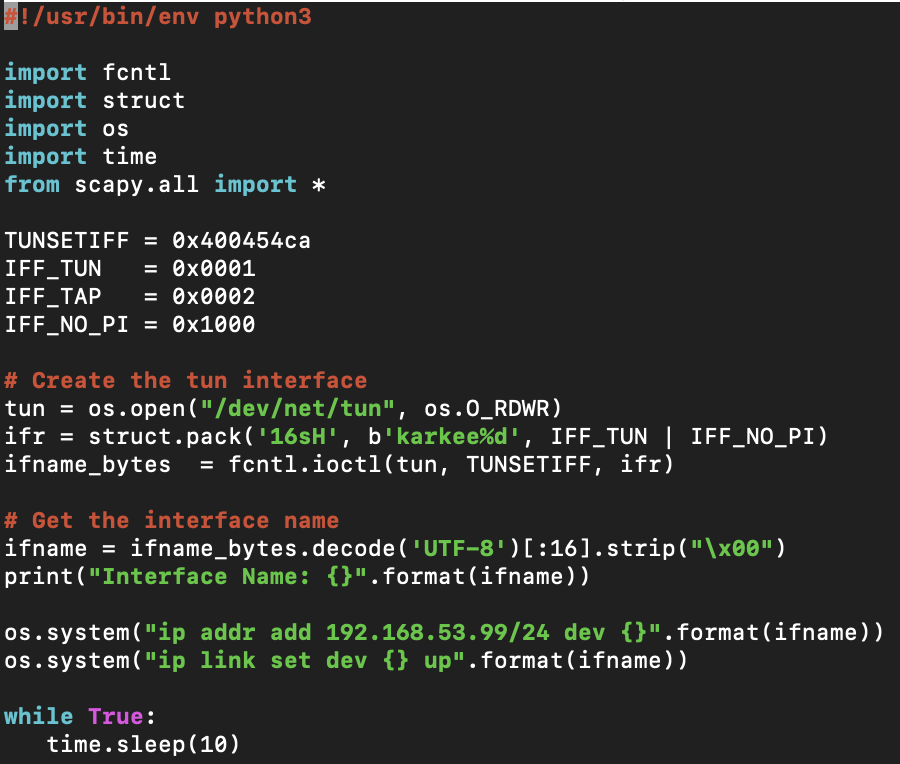 #!/usr/bin/env python3
import fcntl
import struct
import os
import time
from scapy.all import *
TUNSETIFF = 0x400454ca
IFF_TUN   = 0x0001
IFF_TAP   = 0x0002
IFF_NO_PI = 0x1000
# Create the tun interface
tun = os.open("/dev/net/tun", os.O_RDWR)
ifr = struct.pack('16sH', b'karkee%d', IFF_TUN | IFF_NO_PI)
ifname_bytes  = fcntl.ioctl(tun, TUNSETIFF, ifr)
# Get the interface name
ifname = ifname_bytes.decode('UTF-8')[:16].strip("\x00")
print("Interface Name: {}".format(ifname))
os.system("ip addr add 192.168.53.99/24 dev {}".format(ifname))
os.system("ip link set dev {} up".format(ifname))
while True:
   time.sleep(10)